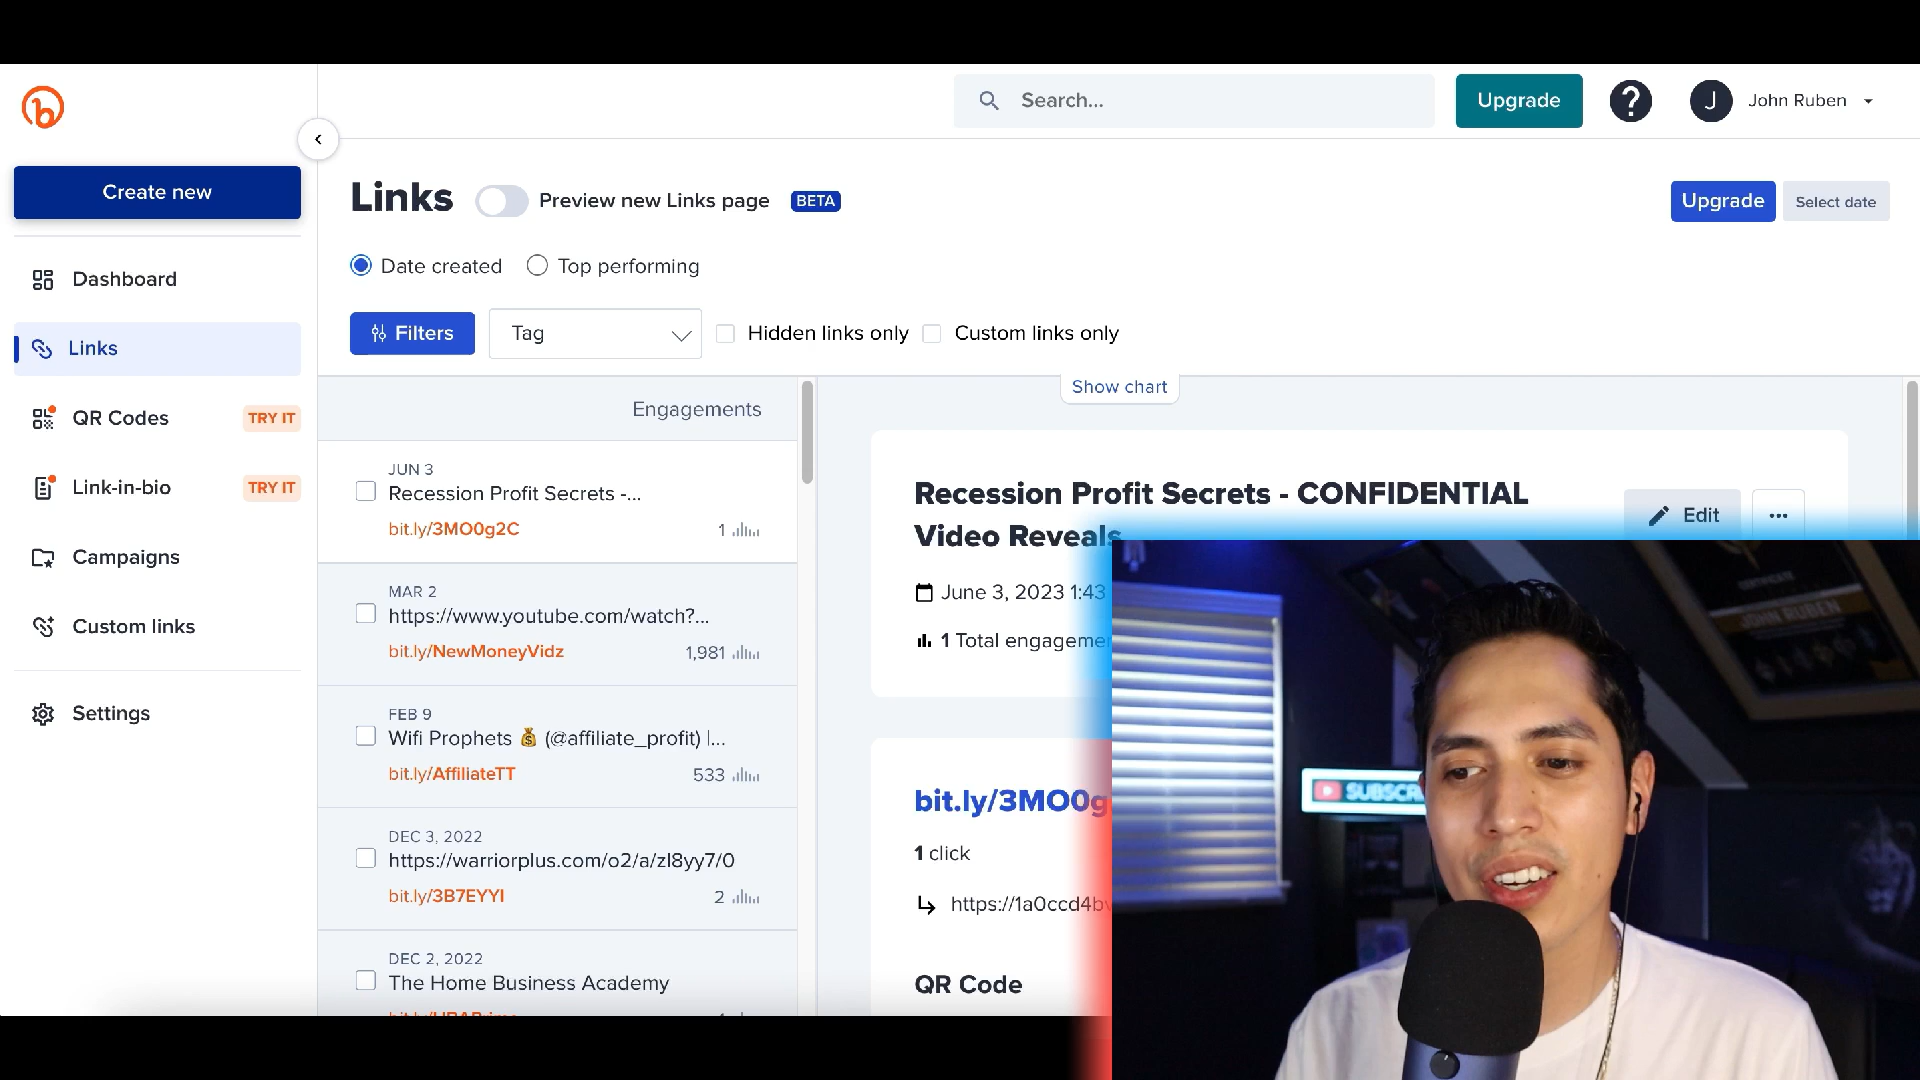 Search...
Upgrade
?
J
John Ruben
Create new
Links
Preview new Links page
BETA
Upgrade
Select date
Date created
Top performing
Filters
Tag
Hidden links only
Custom links only
Dashboard
Links
QR Codes
TRY IT
Link-in-bio
TRY IT
Campaigns
Custom links
Settings
Engagements
JUN 3
Recession Profit Secrets -...
bit.ly/3MO0g2C
1
MAR 2
https://www.youtube.com/watch?...
bit.ly/NewMoneyVidz
1,981
FEB 9
Wifi Prophets 💰 (@affiliate_profit) |...
bit.ly/AffiliateTT
533
DEC 3, 2022
https://warriorplus.com/o2/a/zl8yy7/0
bit.ly/3B7EYYl
2
DEC 2, 2022
The Home Business Academy
Show chart
Recession Profit Secrets - CONFIDENTIAL
Video Reveals
Edit
June 3, 2023 1:43
1 Total engageme
bit.ly/3MO0g
1 click
https://1a0ccd4b
QR Code
CERTIFICATE
JOHN RUBEN
SUBSCR